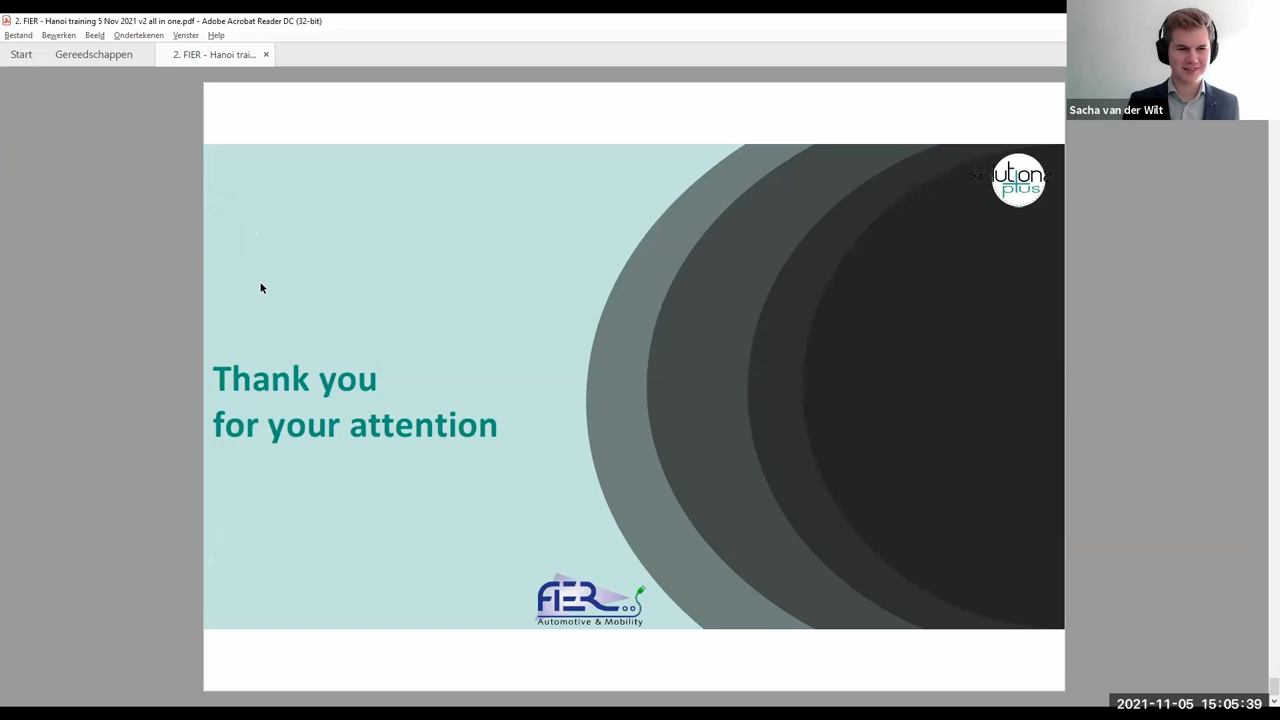 2. FIER - Hanoi training 5 Nov 2021 v2 all in one.pdf - Adobe Acrobat Reader DC (32-bit)
Bestand Bewerken Beeld Ondertekenen Venster Help
Start Gereedschappen 2. FIER - Hanoi trai... ×
Sacha van der Wilt
solutions
plus
Thank you
for your attention
FIER
Automotive & Mobility
2021-11-05 15:05:39